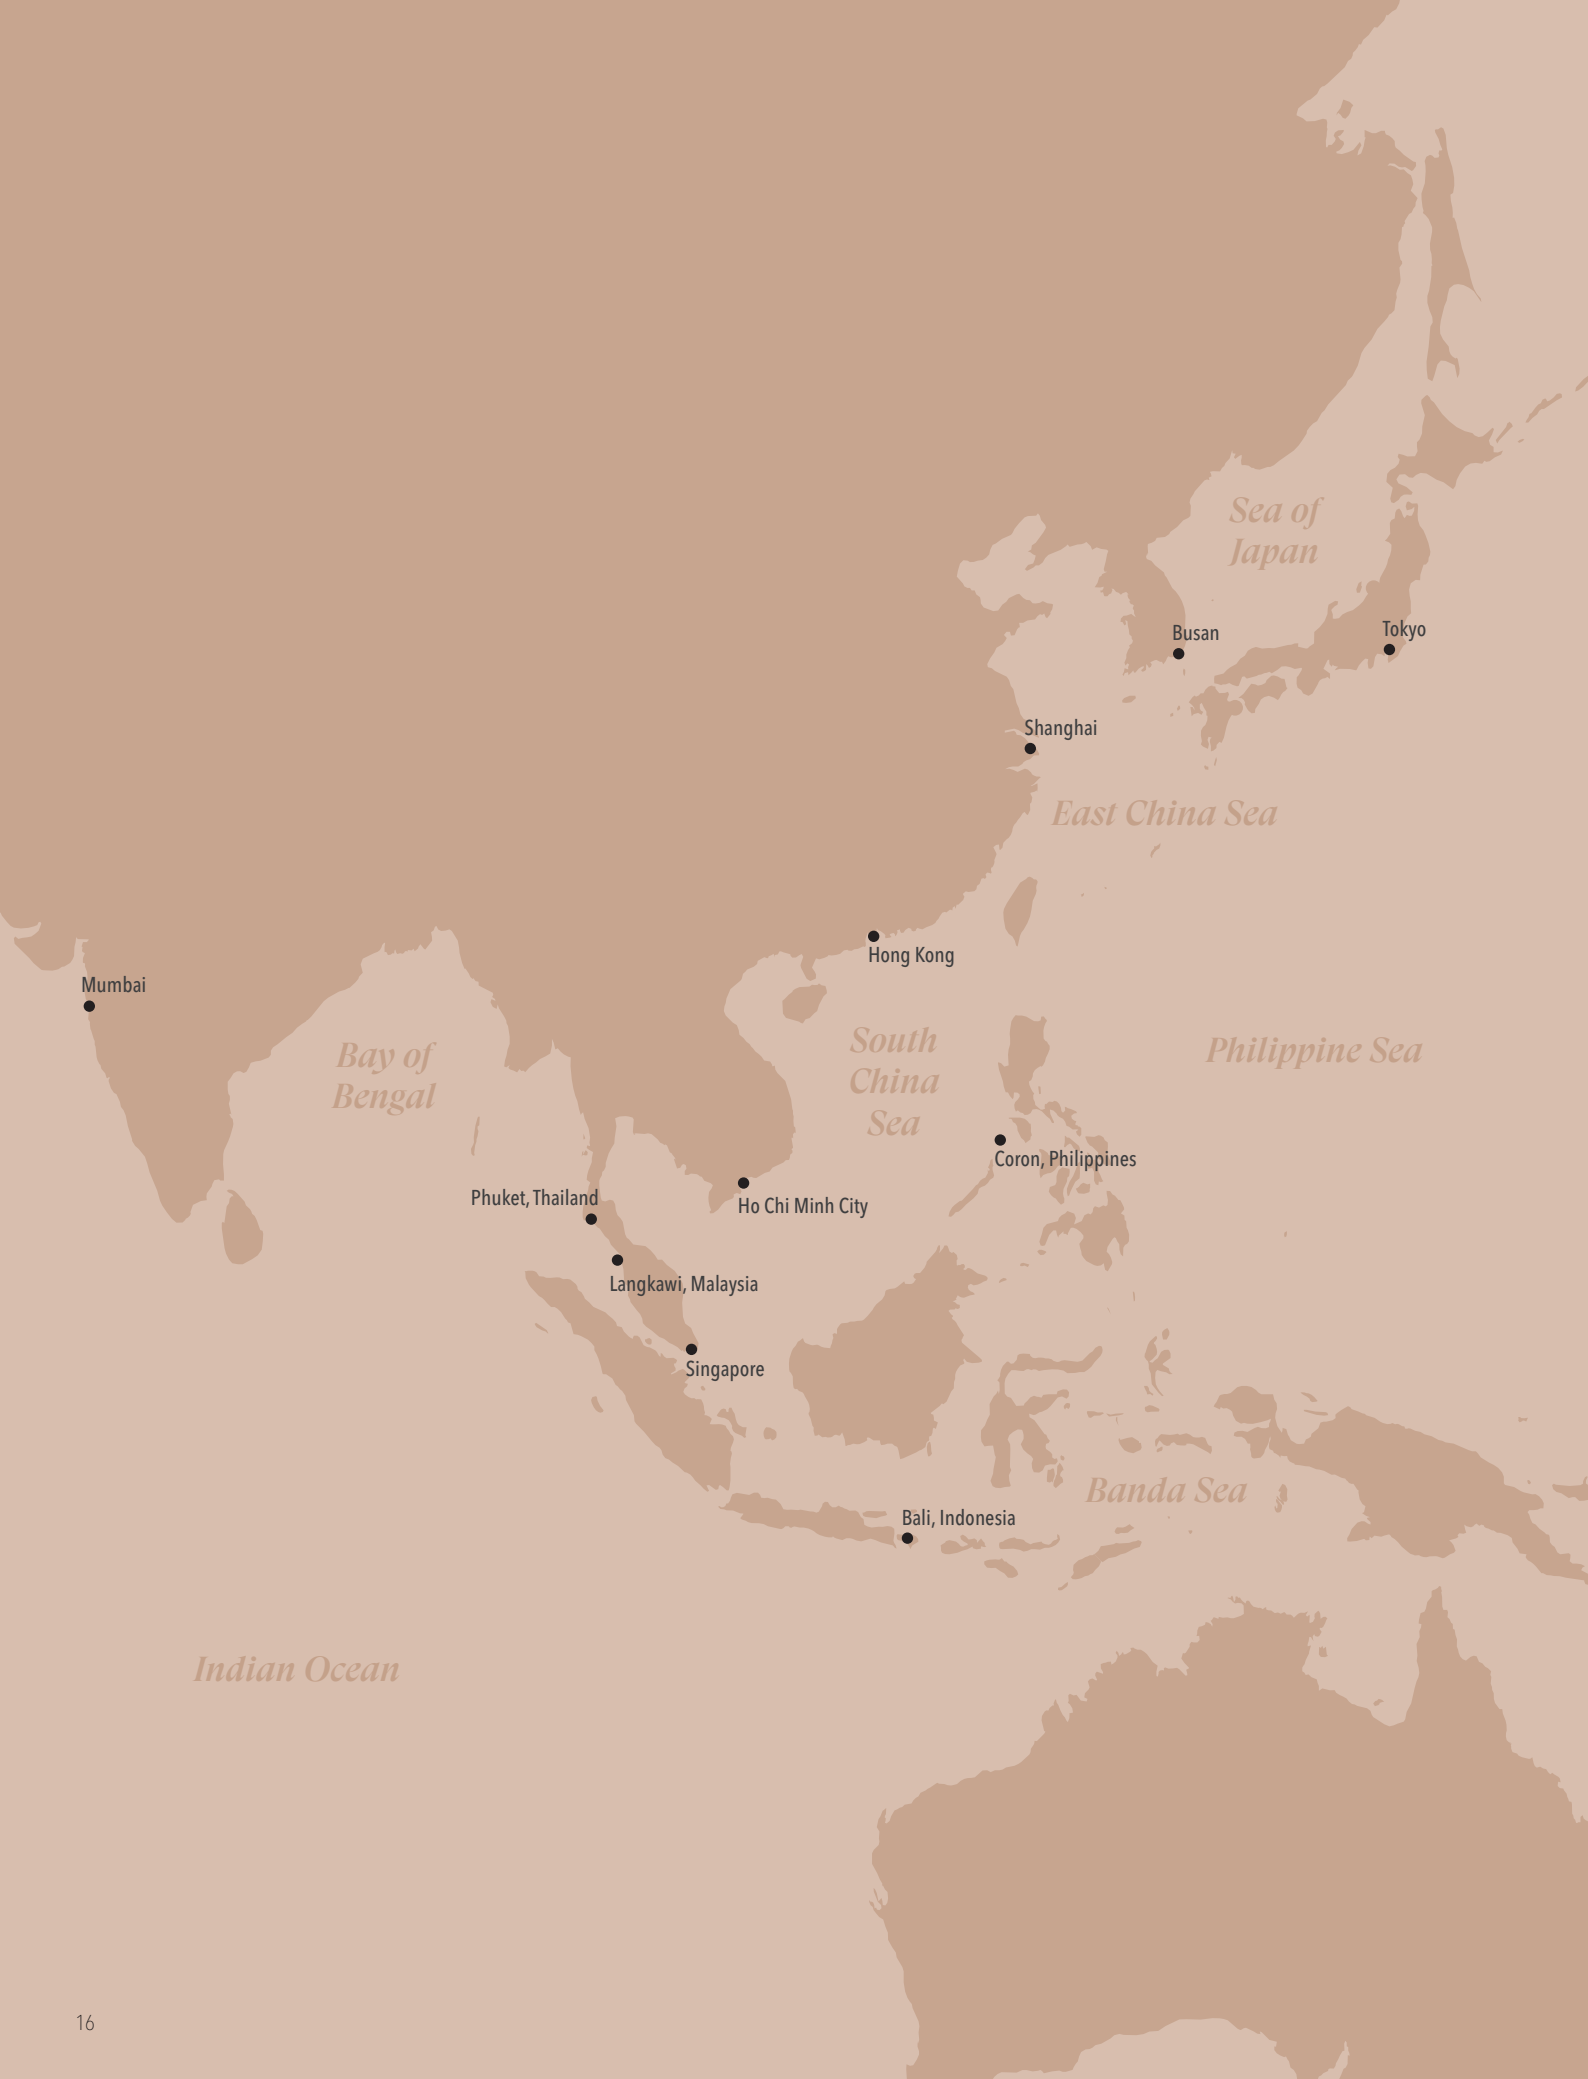 Sea of
Japan
Busan
Tokyo
Shanghai
East China Sea
Hong Kong
Mumbai
South
China
Sea
Philippine Sea
Bay of
Bengal
Coron, Philippines
Phuket, Thailand
Ho Chi Minh City
Langkawi, Malaysia
Singapore
Banda Sea
Bali, Indonesia
Indian Ocean
16